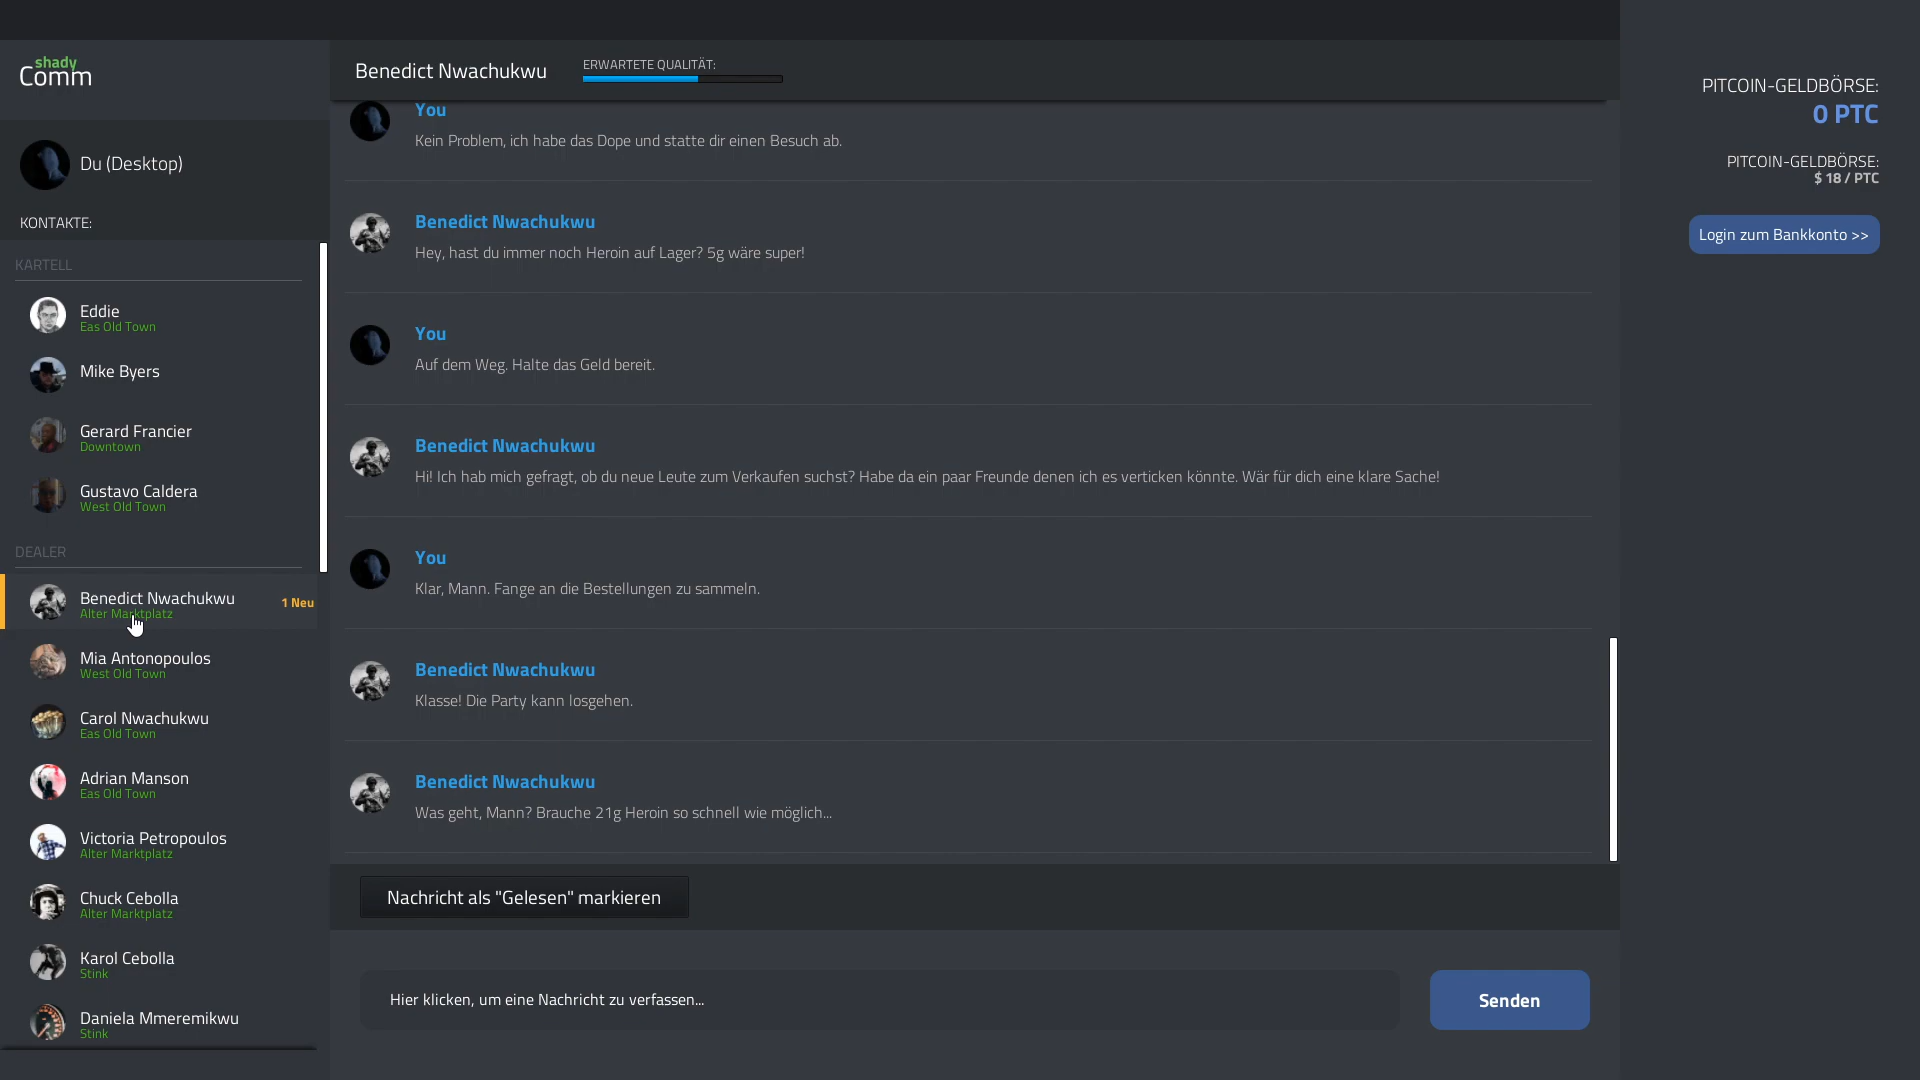 shady
Comm
Du (Desktop)
KONTAKTE:
KARTELL
Eddie
Eas Old Town
Mike Byers
Gerard Francier
Downtown
Gustavo Caldera
West Old Town
DEALER
Benedict Nwachukwu
Alter Marktplatz
1 Neu
Mia Antonopoulos
West Old Town
Carol Nwachukwu
Eas Old Town
Adrian Manson
Eas Old Town
Victoria Petropoulos
Alter Marktplatz
Chuck Cebolla
Alter Marktplatz
Karol Cebolla
Stink
Daniela Mmeremikwu
Stink
Benedict Nwachukwu
ERWARTETE QUALITÄT:
You
Kein Problem, ich habe das Dope und statte dir einen Besuch ab.
Benedict Nwachukwu
Hey, hast du immer noch Heroin auf Lager? 5g wäre super!
You
Auf dem Weg. Halte das Geld bereit.
Benedict Nwachukwu
Hi! Ich hab mich gefragt, ob du neue Leute zum Verkaufen suchst? Habe da ein paar Freunde denen ich es verticken könnte. Wär für dich eine klare Sache!
You
Klar, Mann. Fange an die Bestellungen zu sammeln.
Benedict Nwachukwu
Klasse! Die Party kann losgehen.
Benedict Nwachukwu
Was geht, Mann? Brauche 21g Heroin so schnell wie möglich...
Nachricht als "Gelesen" markieren
Hier klicken, um eine Nachricht zu verfassen...
Senden
PITCOIN-GELDBÖRSE:
0 PTC
PITCOIN-GELDBÖRSE:
$ 18 / PTC
Login zum Bankkonto >>